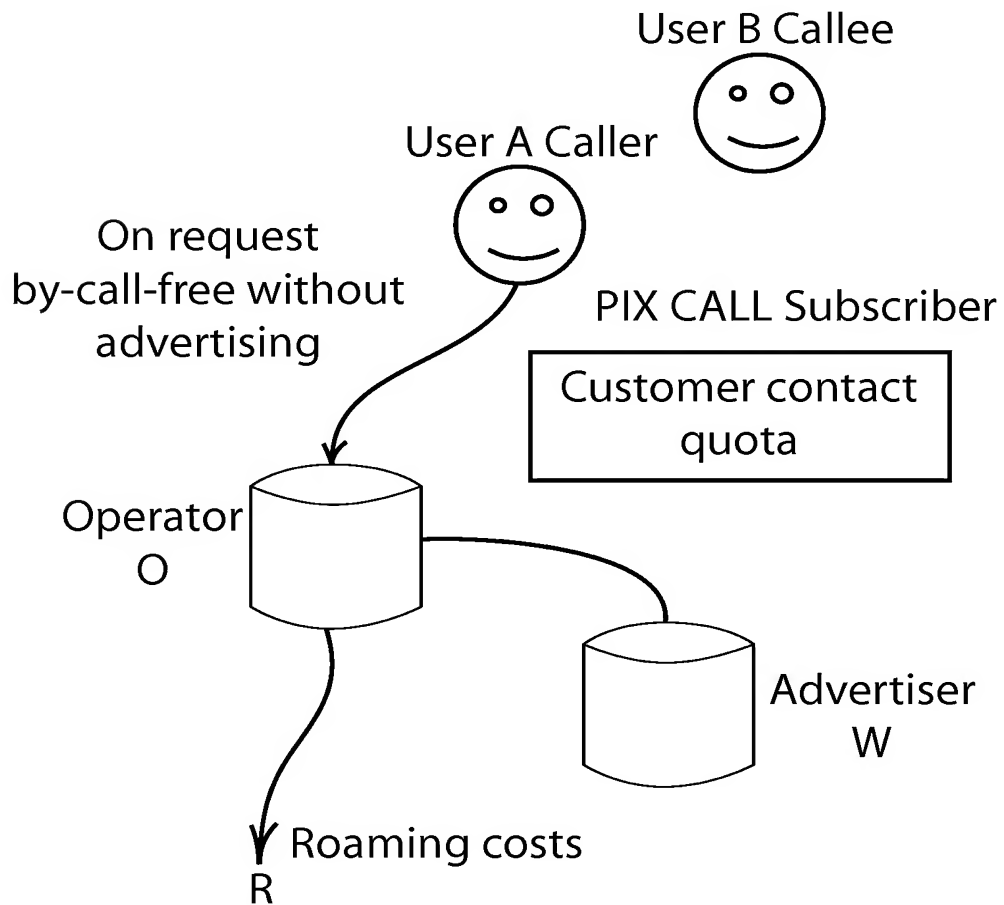 User B Callee
User A Caller
On request
by-call-free without
advertising
PIX CALL Subscriber
Customer contact
quota
Operator
O
Advertiser
W
Roaming costs
R